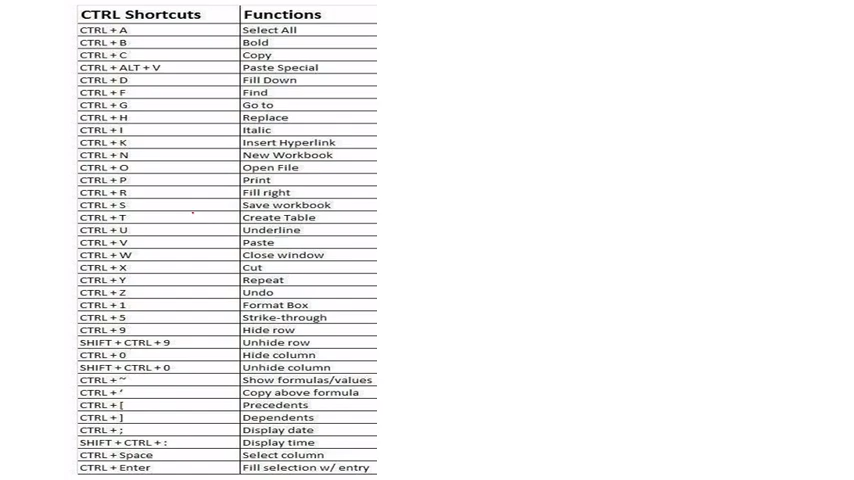 CTRL Shortcuts Functions
CTRL + A Select All
CTRL + B Bold
CTRL + C Copy
CTRL + ALT + V Paste Special
CTRL + D Fill Down
CTRL + F Find
CTRL + G Go to
CTRL + H Replace
CTRL + I Italic
CTRL + K Insert Hyperlink
CTRL + N New Workbook
CTRL + O Open File
CTRL + P Print
CTRL + R Fill right
CTRL + S Save workbook
CTRL + T Create Table
CTRL + U Underline
CTRL + V Paste
CTRL + W Close window
CTRL + X Cut
CTRL + Y Repeat
CTRL + Z Undo
CTRL + 1 Format Box
CTRL + 5 Strike-through
CTRL + 9 Hide row
SHIFT + CTRL + 9 Unhide row
CTRL + 0 Hide column
SHIFT + CTRL + 0 Unhide column
CTRL + ~ Show formulas/values
CTRL + ‘ Copy above formula
CTRL + [ Precedents
CTRL + ] Dependents
CTRL + ; Display date
SHIFT + CTRL + : Display time
CTRL + Space Select column
CTRL + Enter Fill selection w/ entry